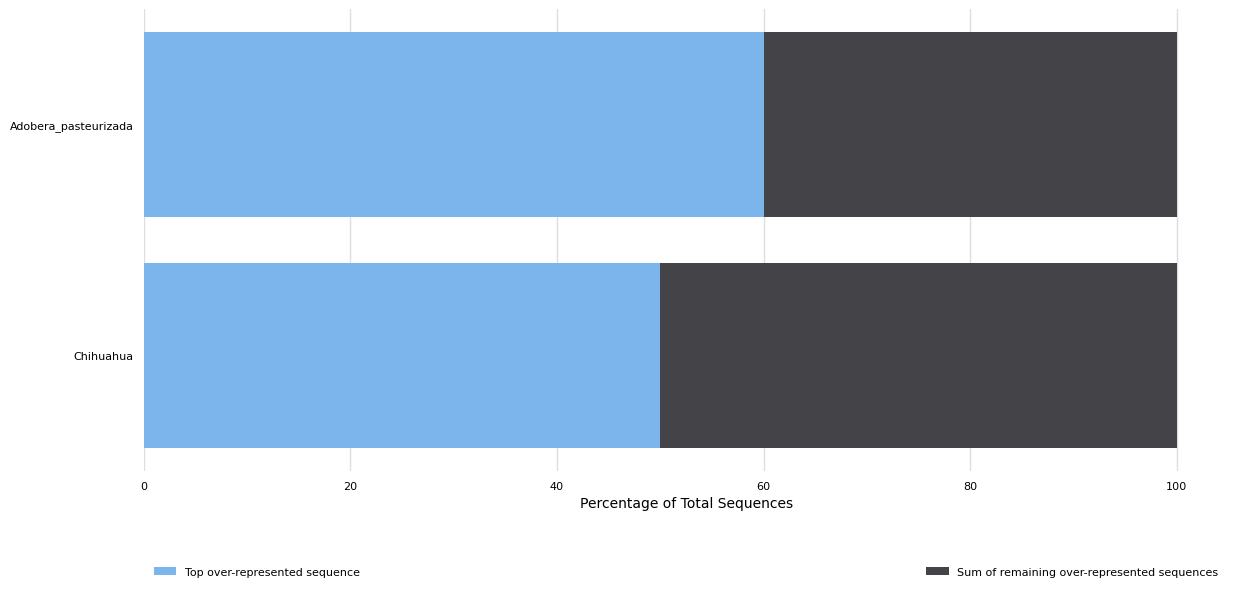 Adobera_pasteurizada
Chihuahua
0 20 40 60 80 100
Percentage of Total Sequences
Top over-represented sequence Sum of remaining over-represented sequences